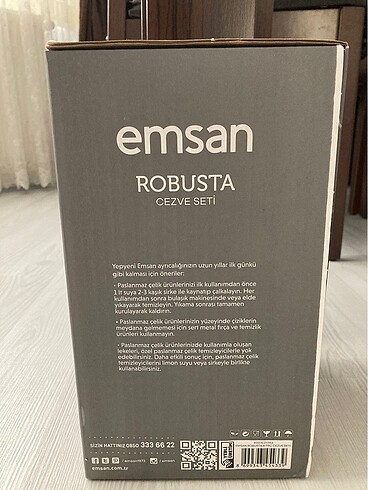 emsan
ROBUSTA
CEZVE SETİ
Yepyeni Emsan ayrıcalığınızın uzun yıllar ilk günkü
gibi kalması için öneriler:
• Paslanmaz çelik ürünlerinizi ilk kullanımdan önce
1 lt suya 2-3 kaşık sirke ile kaynatıp çalkalayın. Her
kullanımdan sonra bulaşık makinesinde veya elde
yıkayarak temizleyin. Yıkama sonrası tamamen
kurulayarak kaldırın.
• Paslanmaz çelik ürünlerinizin yüzeyinde çiziklerin
meydana gelmemesi için sert metal fırça ve temizlik
ürünleri kullanmayın.
• Paslanmaz çelik ürünlerinizde kullanımla oluşan
lekeleri, özel paslanmaz çelik temizleyicilerle yok
edebilirsiniz. Daha etkili sonuç için, paslanmaz çelik
temizleyicilerini limon suyu veya sirkeyle birlikte
kullanabilirsiniz.
SİZİN HATTINIZ 0850 333 66 22
emsan1973
emsan
emsan.com.tr